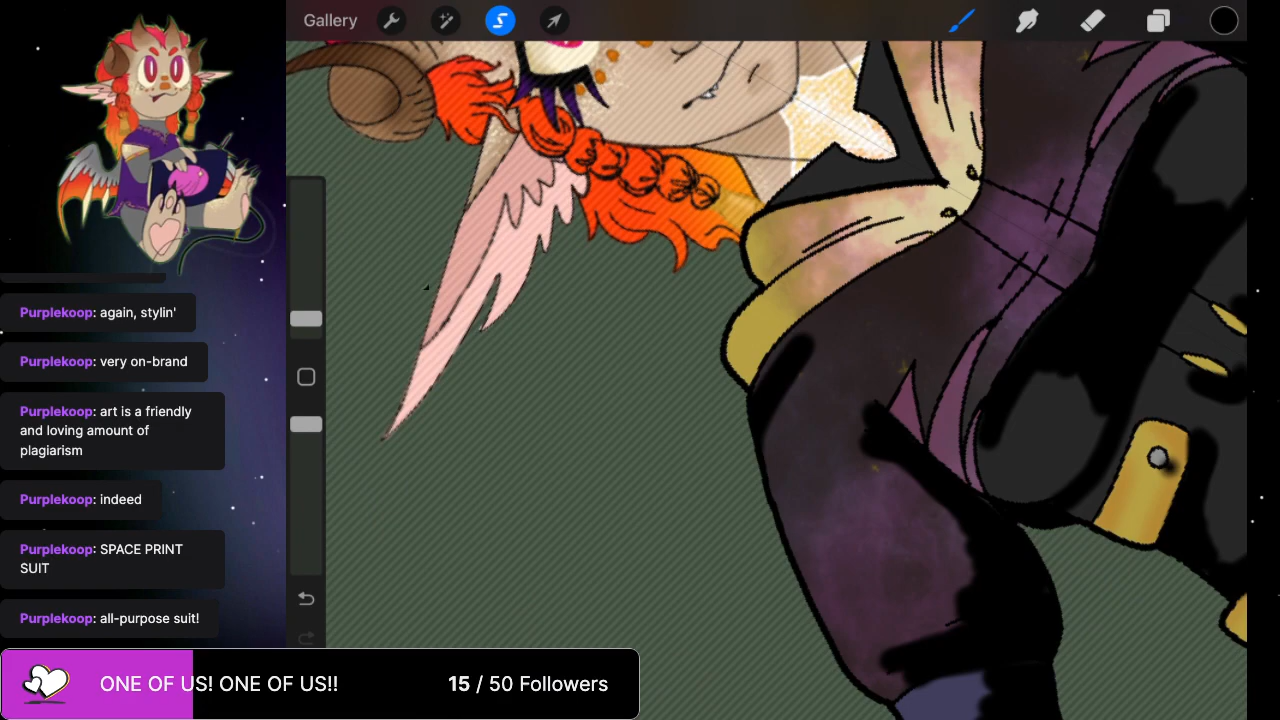 Gallery
Purplekoop: again, stylin'
Purplekoop: very on-brand
Purplekoop: art is a friendly
and loving amount of
plagiarism
Purplekoop: indeed
Purplekoop: SPACE PRINT
SUIT
Purplekoop: all-purpose suit!
ONE OF US! ONE OF US!! 15 / 50 Followers